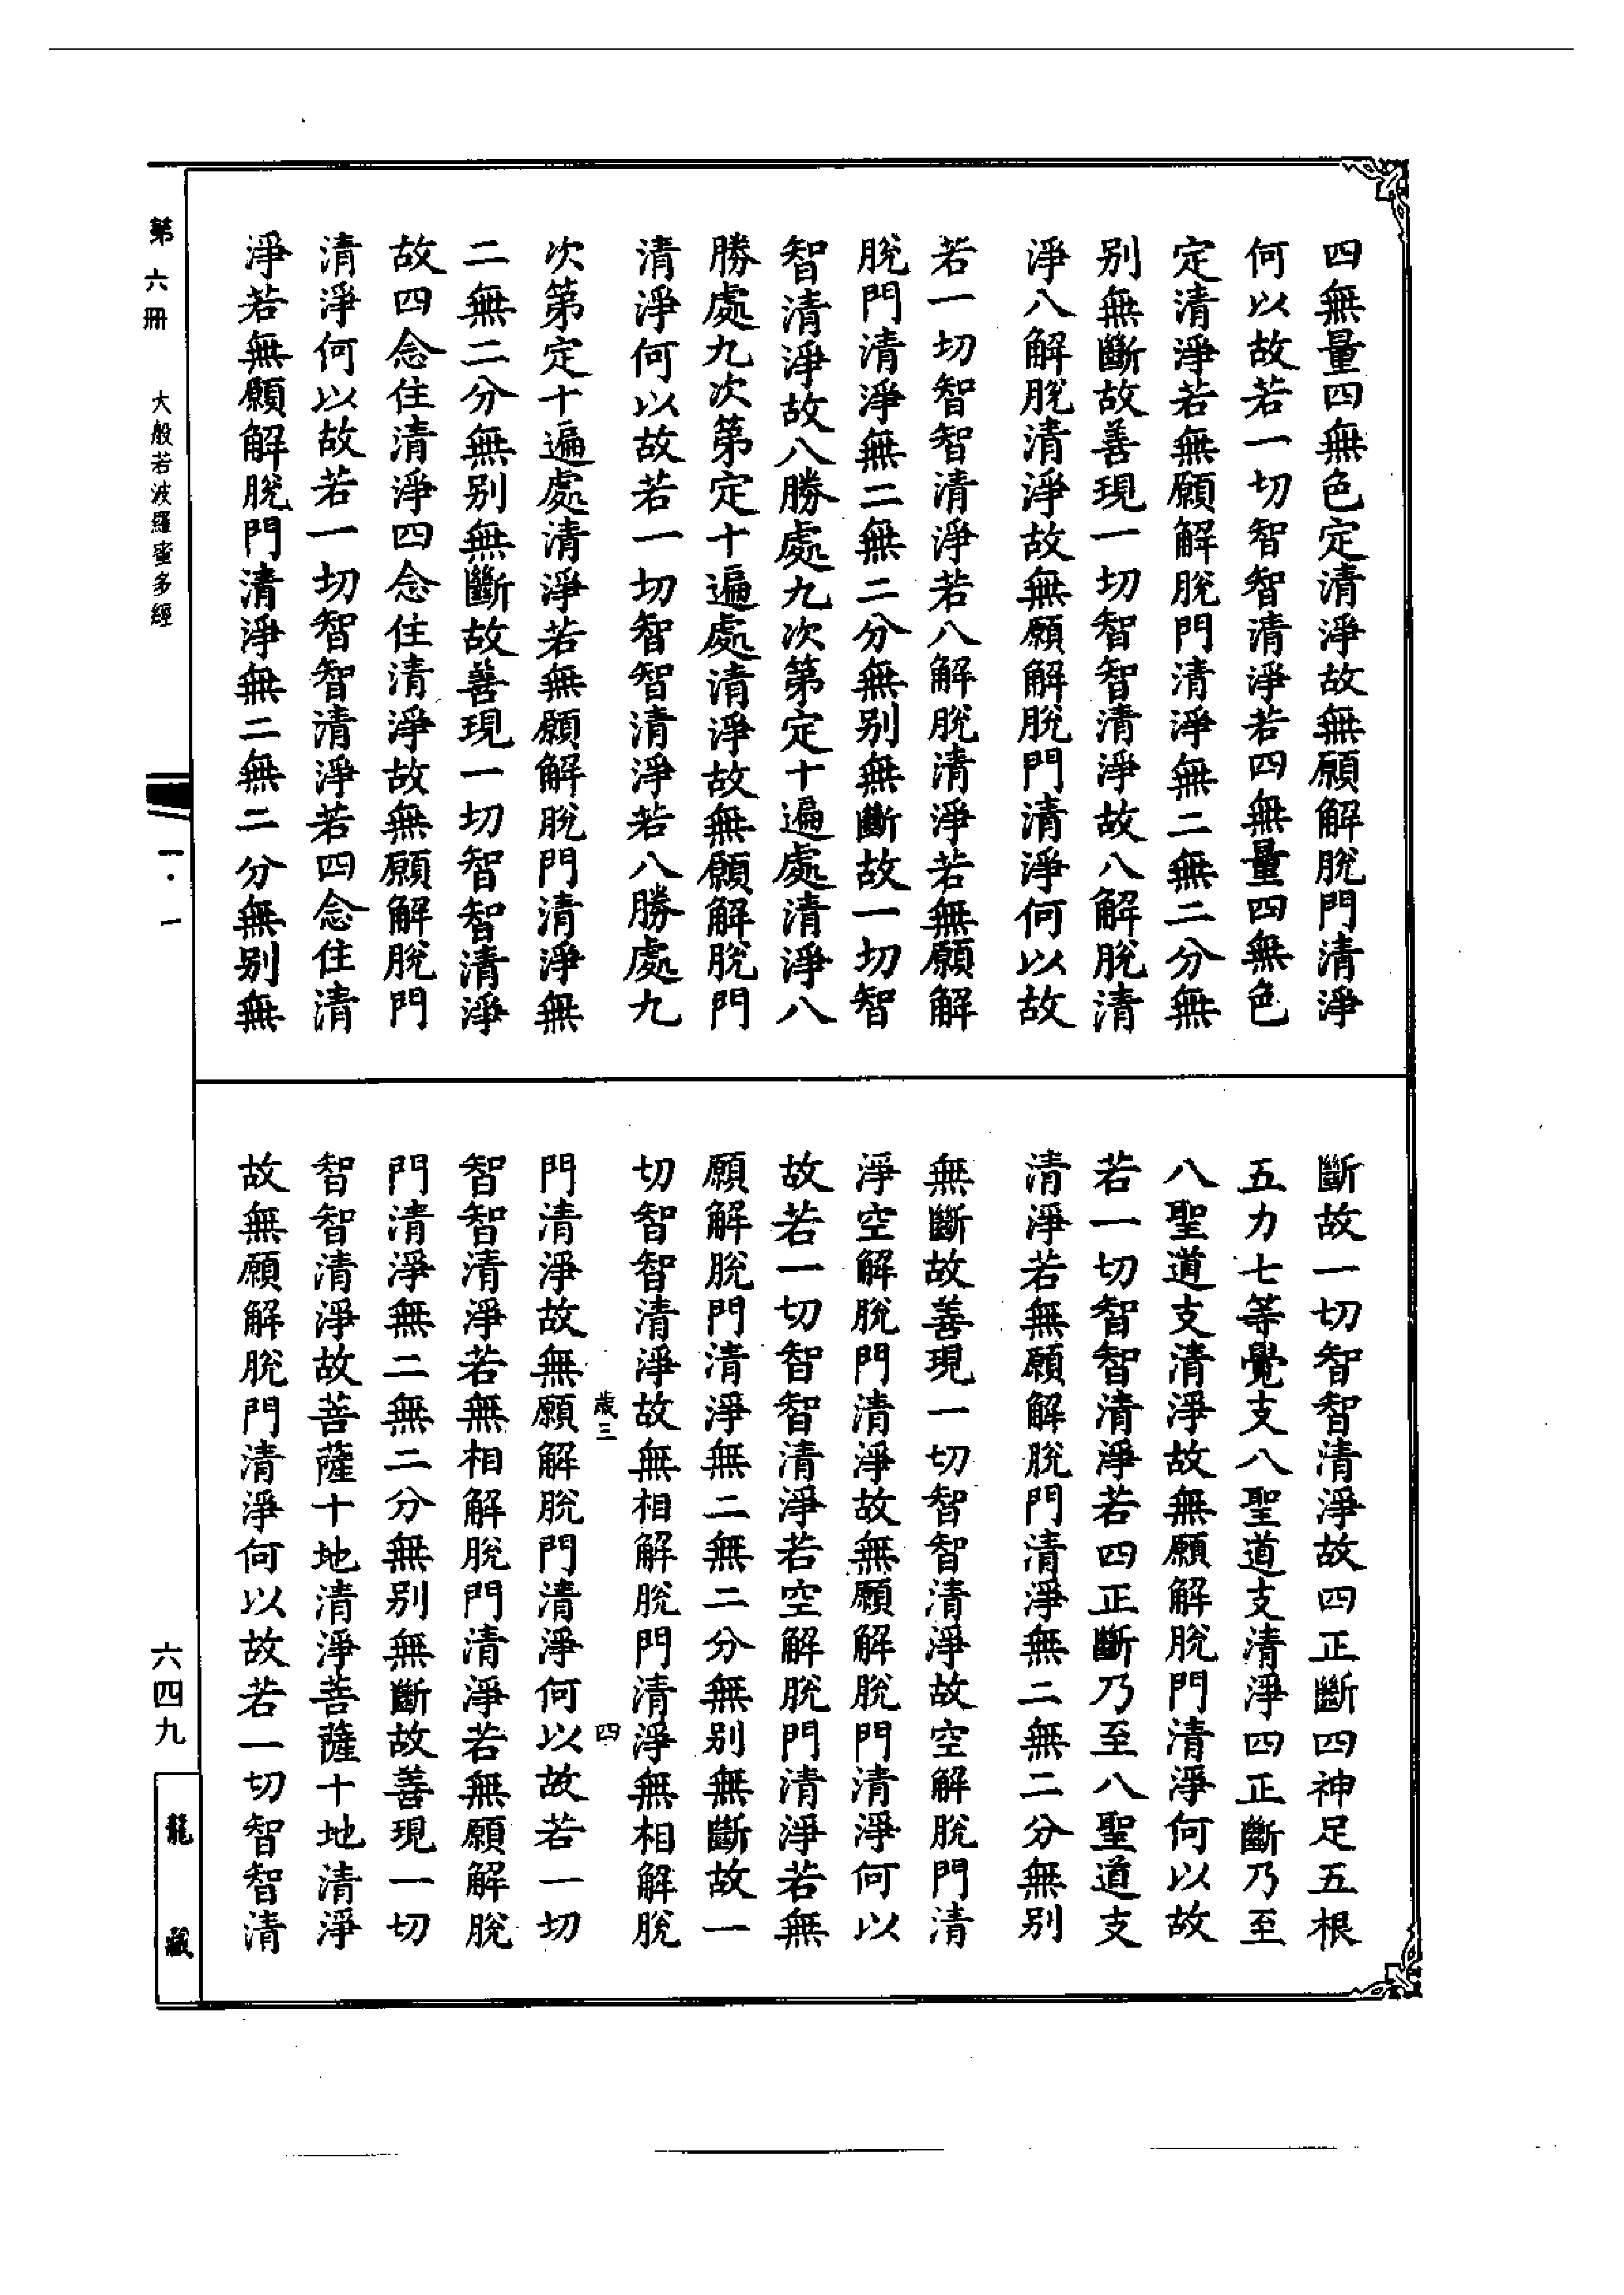 四無量四無色定清淨故無願解脫門清淨
何以故若一切智智清淨若四無量四無色
定清淨若無願解脫門清淨無二無二分無
别無斷故善現一切智智清淨故八解脫清
淨八解脫清淨故無願解脫門清淨何以故
若一切智智清淨若八解脫清淨若無願解
脫門清淨無二無二分無别無斷故一切智
智清淨故八勝處九次第定十遍處清淨八
勝處九次第定十遍處清淨故無願解脫門
清淨何以故若一切智智清淨若八勝處九
次第定十遍處清淨若無願解脫門清淨無
二無二分無别無斷故善現一切智智清淨
故四念住清淨四念住清淨故無願解脫門
清淨何以故若一切智智清淨若四念住清
淨若無願解脫門清淨無二無二分無别無
斷故一切智智清淨故四正斷四神足五根
五力七等覺支八聖道支清淨四正斷乃至
八聖道支清淨故無願解脫門清淨何以故
若一切智智清淨若四正斷乃至八聖道支
清淨若無願解脫門清淨無二無二分無别
無斷故善現一切智智清淨故空解脫門清
淨空解脫門清淨故無願解脫門清淨何以
故若一切智智清淨若空解脫門清淨若無
願解脫門清淨無二無二分無别無斷故一
切智智清淨故無相解脫門清淨無相解脫
歲三 四
門清淨故無願解脫門清淨何以故若一切
智智清淨若無相解脫門清淨若無願解脫
門清淨無二無二分無别無斷故善現一切
智智清淨故菩薩十地清淨菩薩十地清淨
故無願解脫門清淨何以故若一切智智清
第六冊 大般若波羅蜜多經 一·一 六四九 龍藏